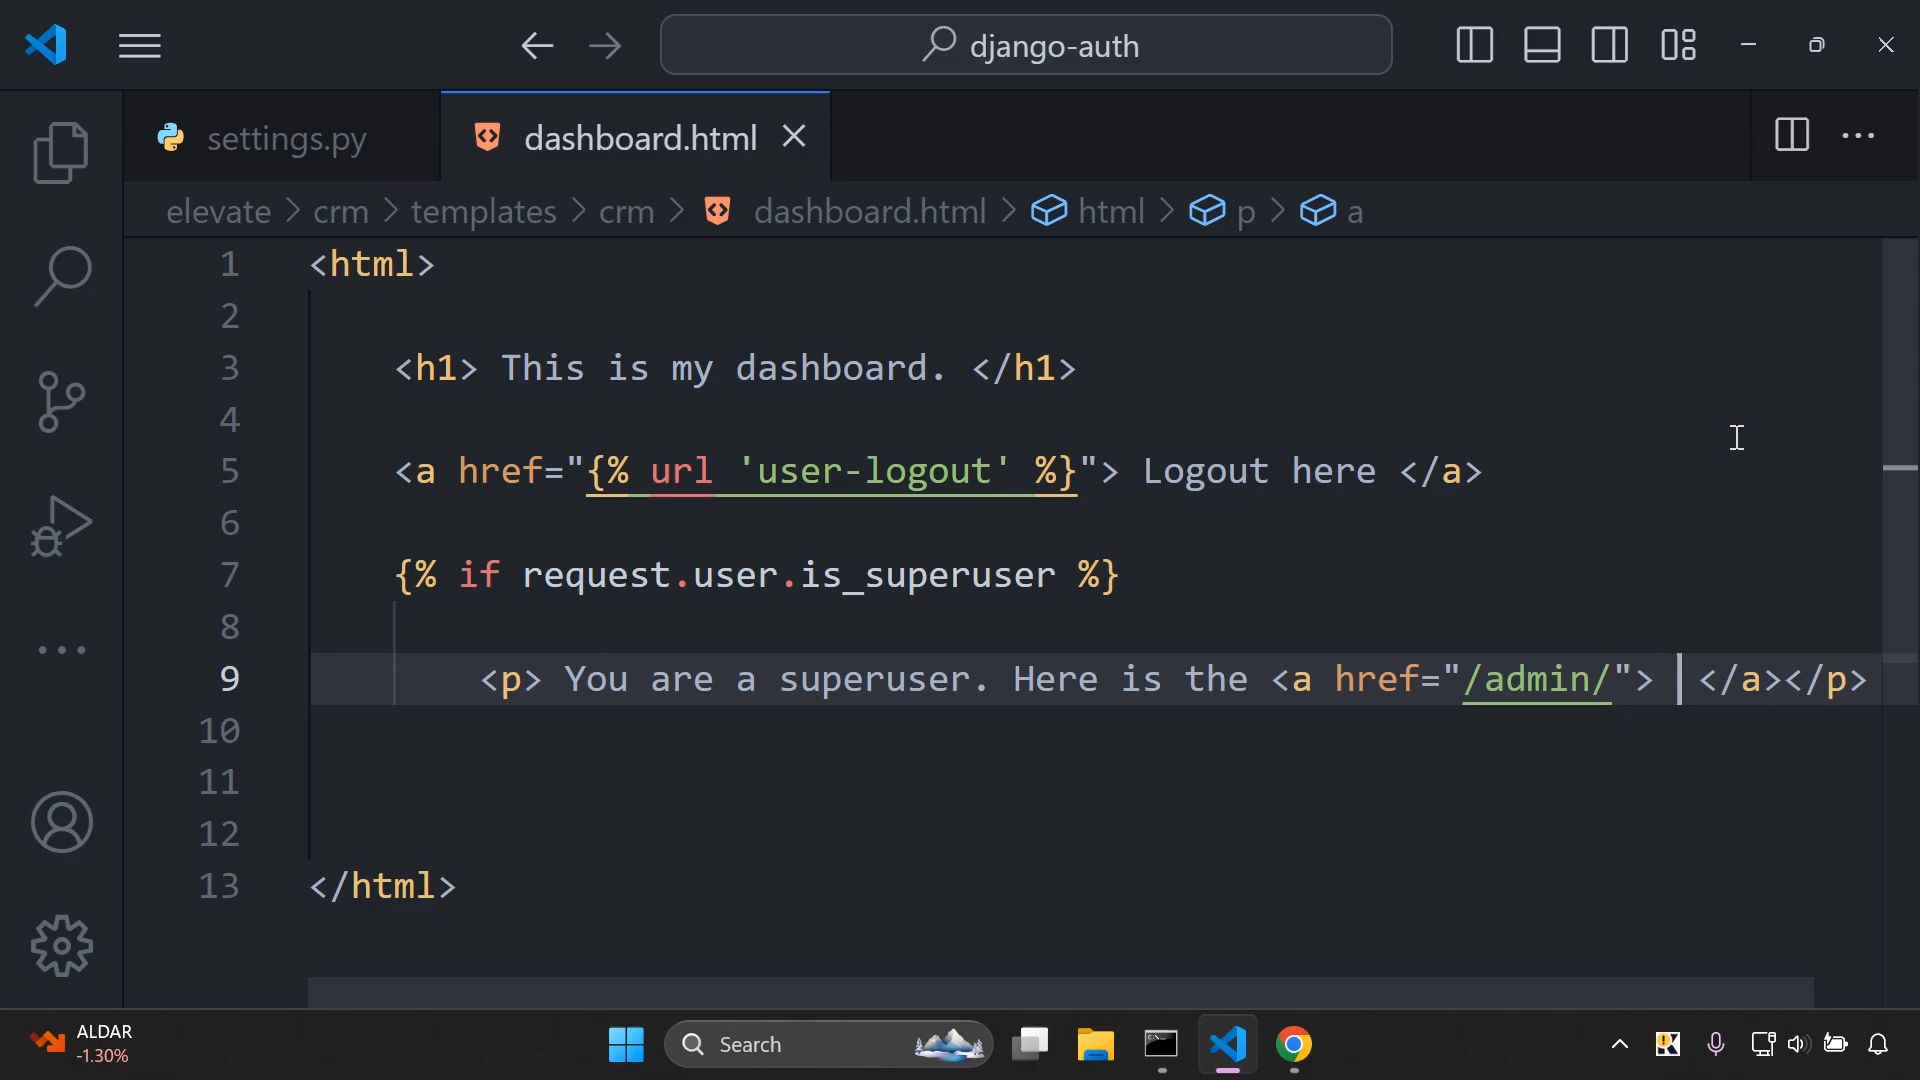 django-auth
settings.py
dashboard.html
elevate > crm > templates > crm > dashboard.html > html > p > a
1 <html>
2
3 <h1> This is my dashboard. </h1>
4
5 <a href="{% url 'user-logout' %}"> Logout here </a>
6
7 {% if request.user.is_superuser %}
8
9 <p> You are a superuser. Here is the <a href="/admin/"> </a></p>
10
11
12
13 </html>
ALDAR
-1.30%
Search